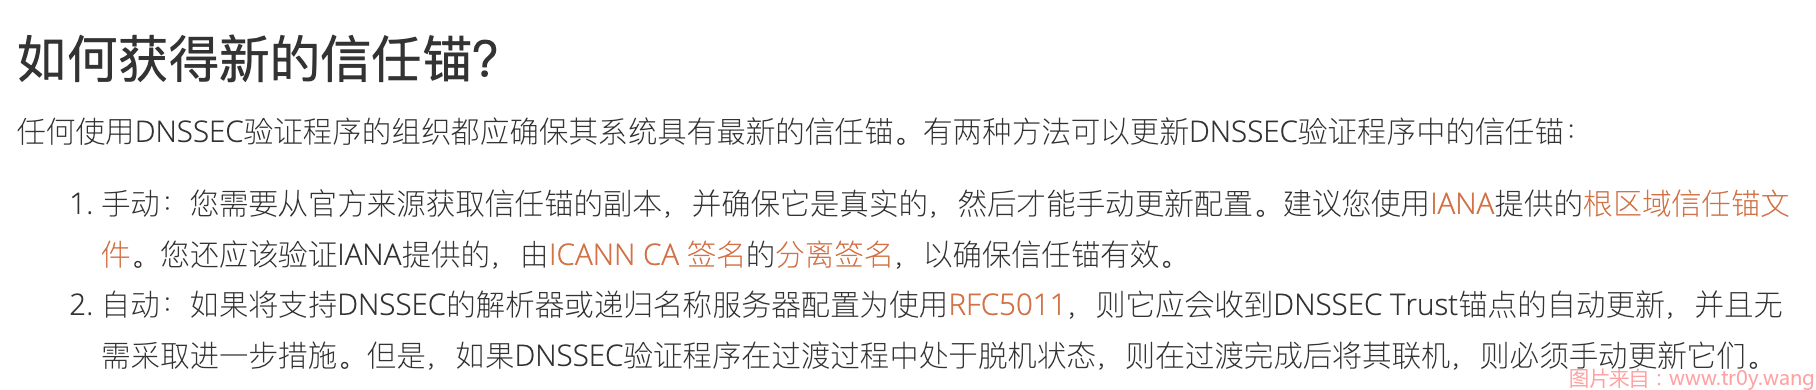 如何获得新的信任锚?
任何使用DNSSEC验证程序的组织都应确保其系统具有最新的信任锚。有两种方法可以更新DNSSEC验证程序中的信任锚：
1. 手动：您需要从官方来源获取信任锚的副本，并确保它是真实的，然后才能手动更新配置。建议您使用IANA提供的根区域信任锚文
件。您还应该验证IANA提供的，由ICANN CA 签名的分离签名，以确保信任锚有效。
2. 自动：如果将支持DNSSEC的解析器或递归名称服务器配置为使用RFC5011，则它应会收到DNSSEC Trust锚点的自动更新，并且无
需采取进一步措施。但是，如果DNSSEC验证程序在过渡过程中处于脱机状态，则在过渡完成后将其联机，则必须手动更新它们。
图片来自：www.tr0y.wang